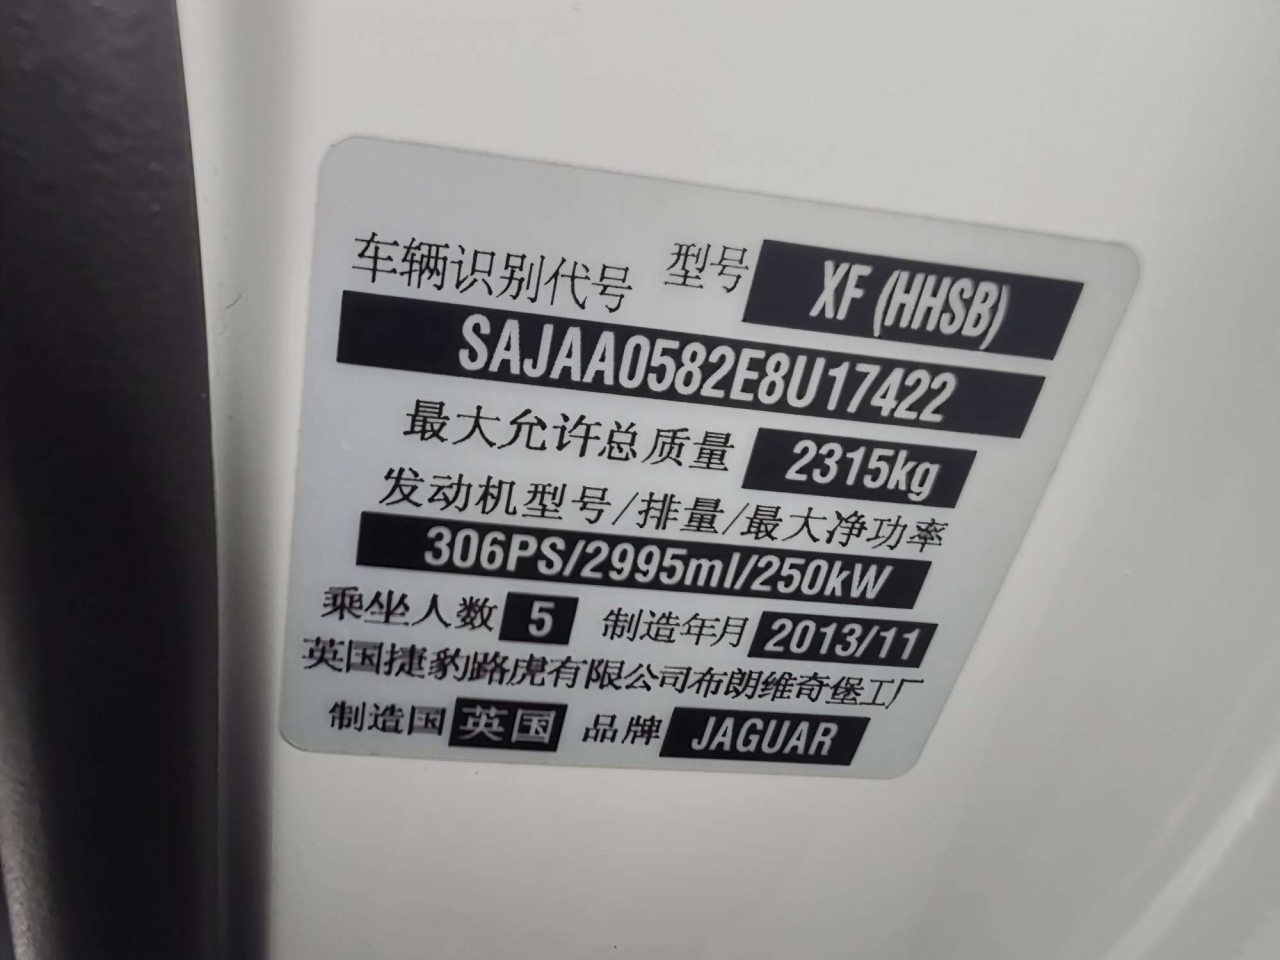 车辆识别代号 型号 XF (HHSB)
SAJAA0582E8U17422
最大允许总质量 2315kg
发动机型号/排量/最大净功率
306PS/2995ml/250kW
乘坐人数 5 制造年月 2013/11
英国捷豹路虎有限公司布朗维奇堡工厂
制造国 英国 品牌 JAGUAR